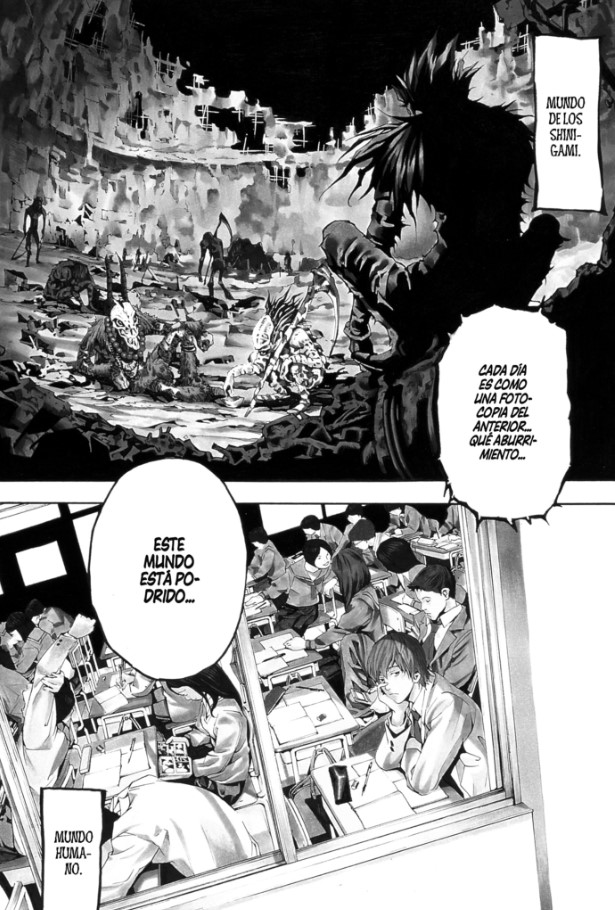 MUNDO
DE LOS
SHINI-
GAMI.
CADA DÍA
ES COMO
UNA FOTO-
COPIA DEL
ANTERIOR...
QUÉ ABURRI-
MIENTO...
ESTE
MUNDO
ESTÁ PO-
DRIDO...
MUNDO
HUMA-
NO.